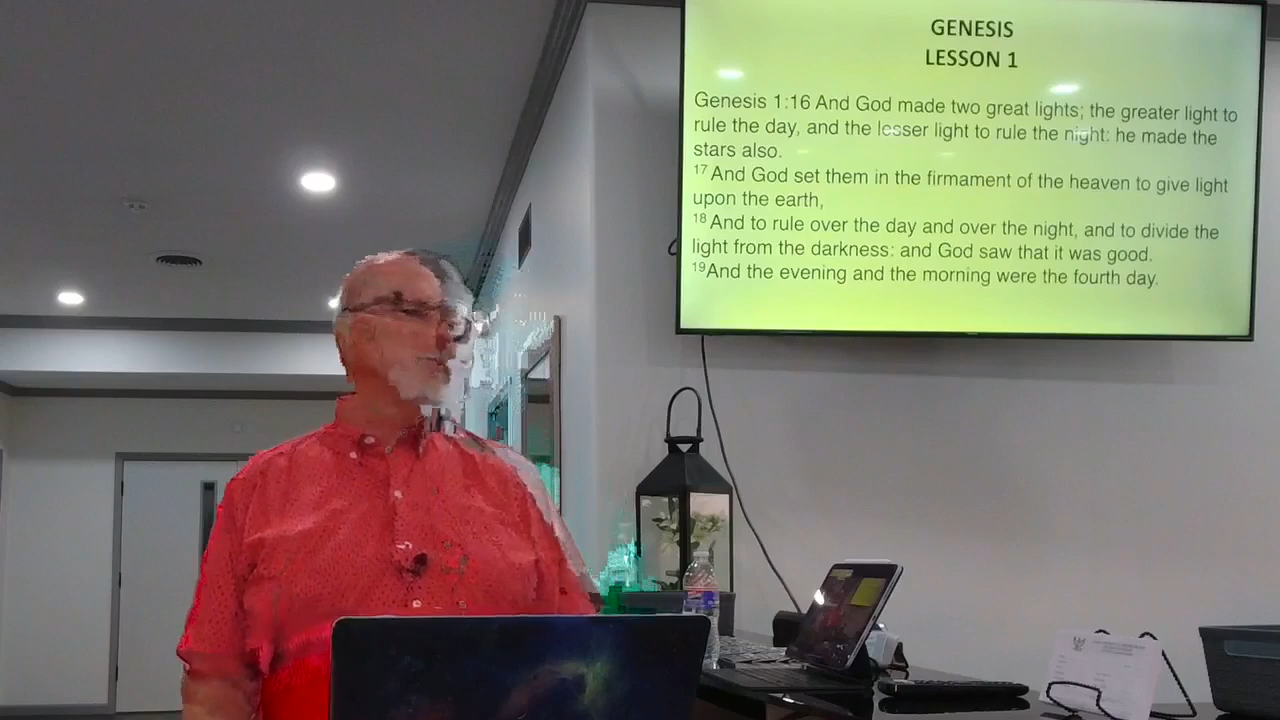 GENESIS
LESSON 1
Genesis 1:16 And God made two great lights; the greater light to
rule the day, and the lesser light to rule the night: he made the
stars also.
17 And God set them in the firmament of the heaven to give light
upon the earth,
18 And to rule over the day and over the night, and to divide the
light from the darkness: and God saw that it was good.
19And the evening and the morning were the fourth day.